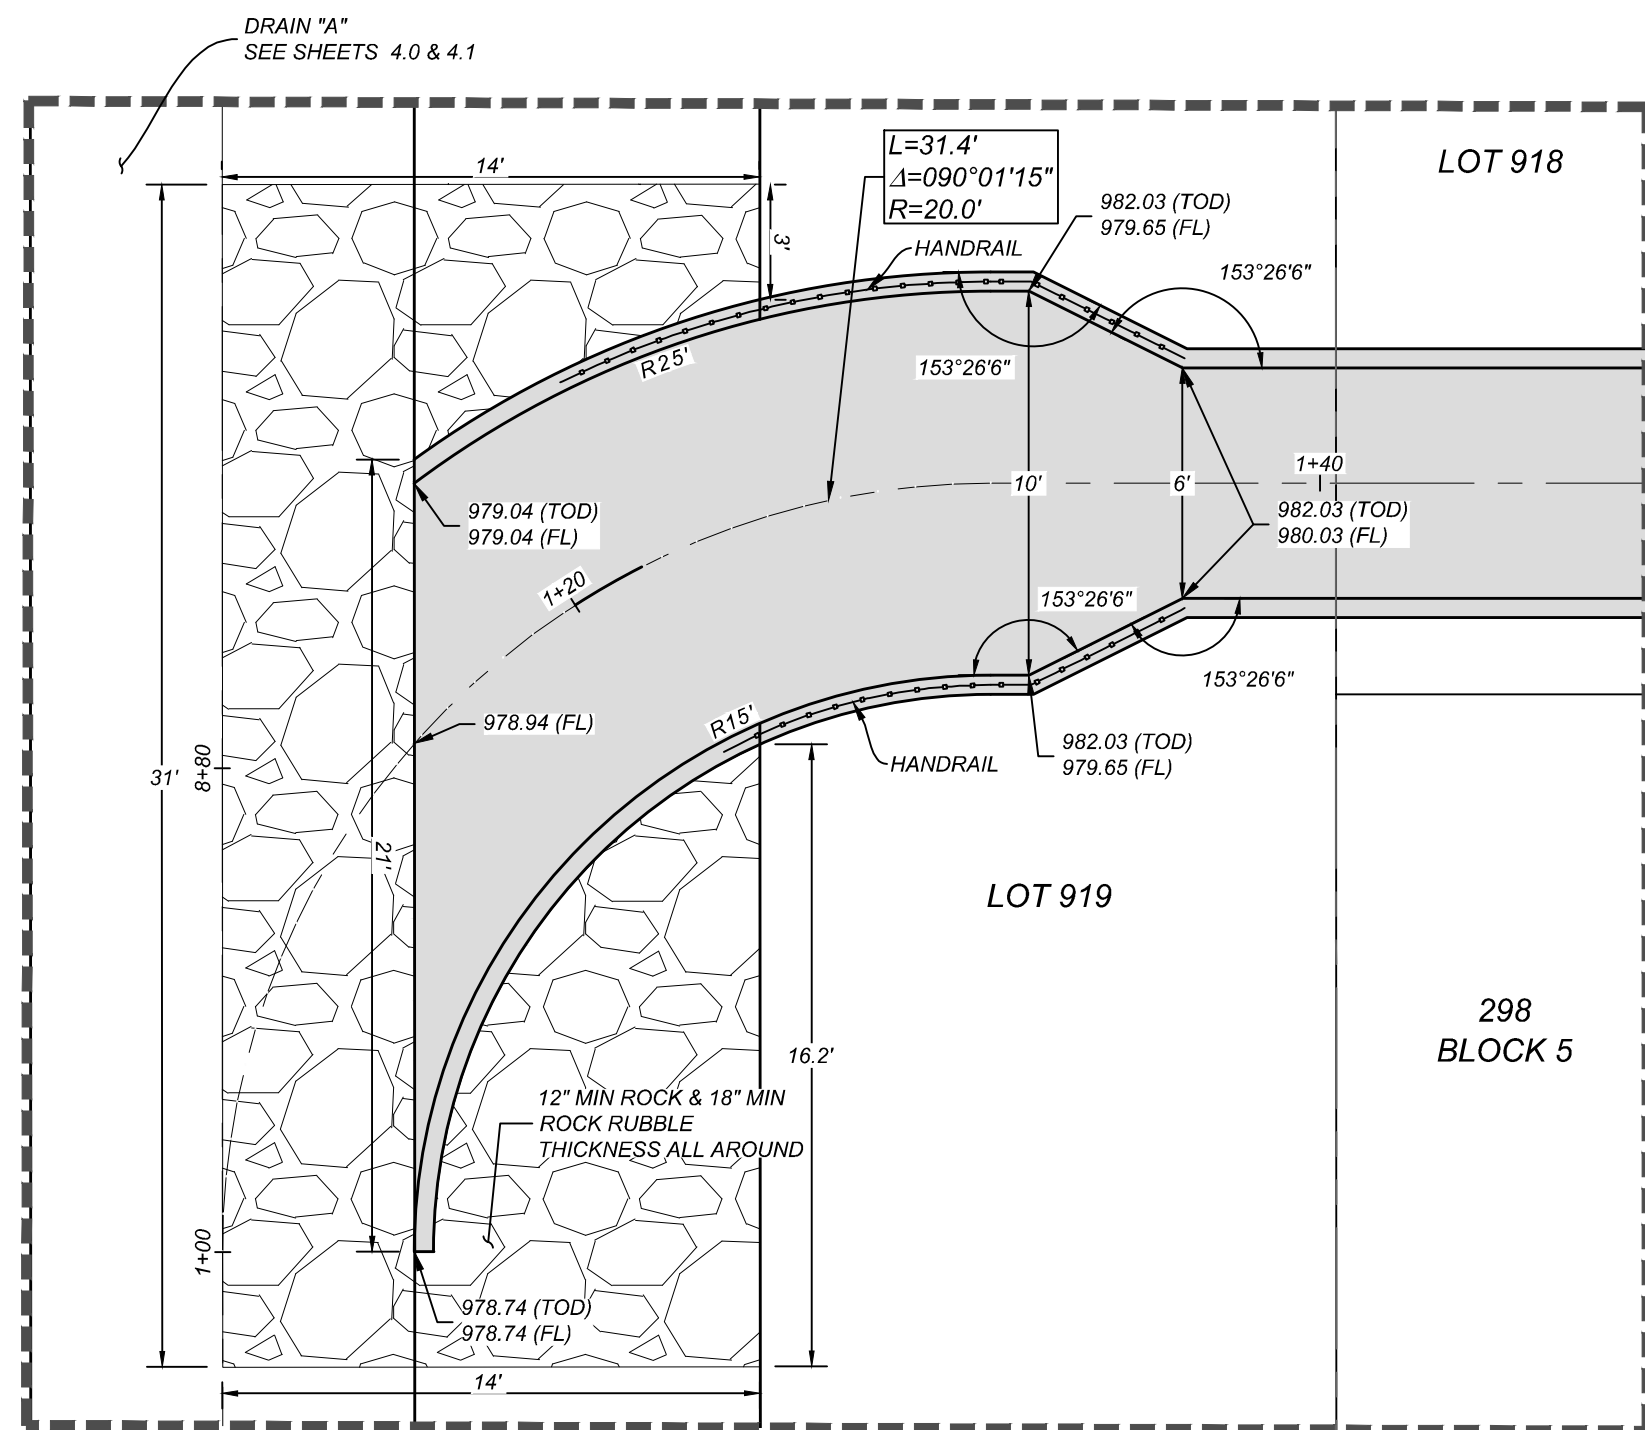 DRAIN "A"
SEE SHEETS 4.0 & 4.1
14'
L=31.4'
Δ=090°01'15"
R=20.0'
LOT 918
982.03 (TOD)
979.65 (FL)
3'
HANDRAIL
153°26'6"
R25'
153°26'6"
1+40
10'
6'
979.04 (TOD)
979.04 (FL)
982.03 (TOD)
980.03 (FL)
1+20
153°26'6"
153°26'6"
978.94 (FL)
R15'
982.03 (TOD)
979.65 (FL)
HANDRAIL
8+80
31'
21'
LOT 919
298
BLOCK 5
16.2'
12" MIN ROCK & 18" MIN
ROCK RUBBLE
THICKNESS ALL AROUND
1+00
978.74 (TOD)
978.74 (FL)
14'